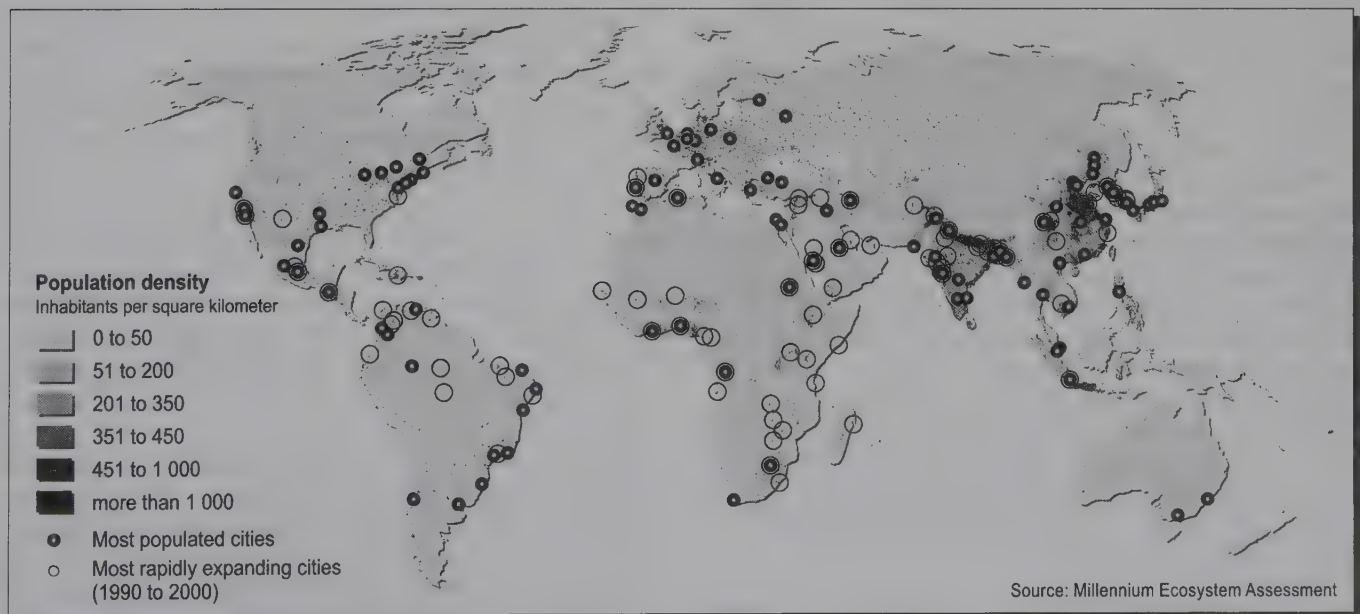 Population density
Inhabitants per square kilometer
0 to 50
51 to 200
201 to 350
351 to 450
451 to 1 000
more than 1 000
Most populated cities
Most rapidly expanding cities
(1990 to 2000)
Source: Millennium Ecosystem Assessment